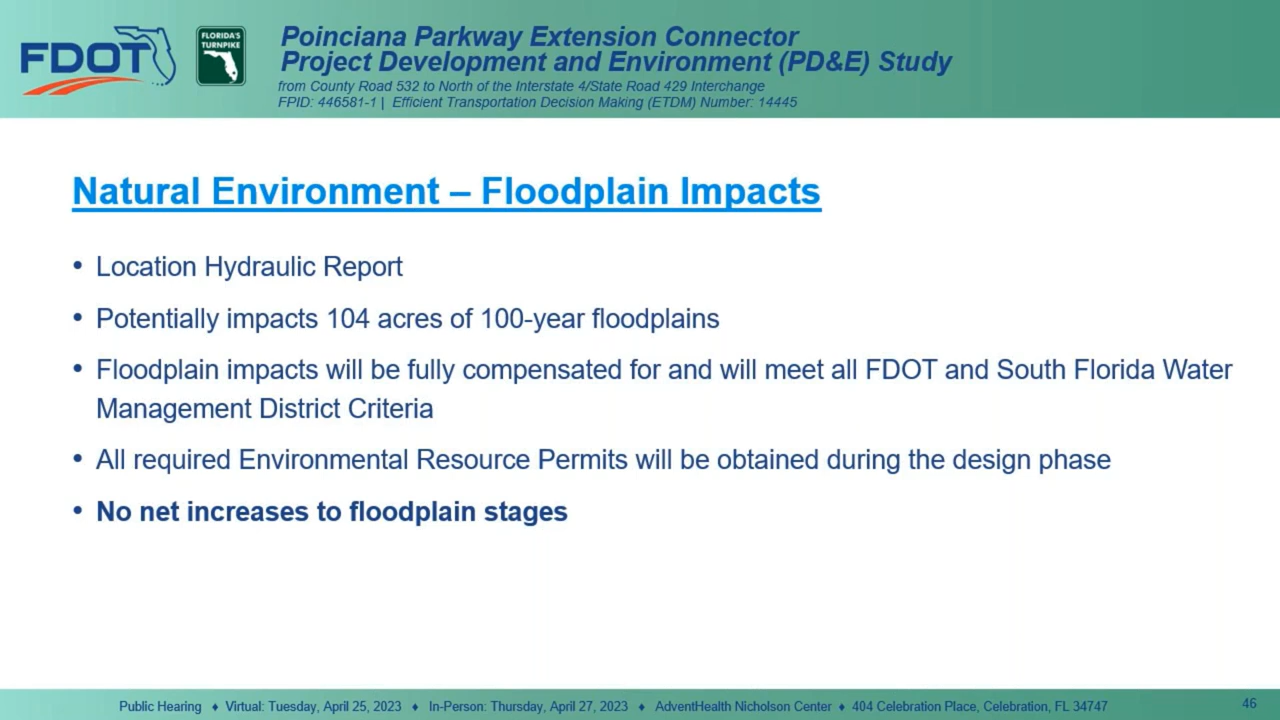 FDOT
FLORIDA'S
TURNPIKE
Poinciana Parkway Extension Connector
Project Development and Environment (PD&E) Study
from County Road 532 to North of the Interstate 4/State Road 429 Interchange
FPID: 446581-1 | Efficient Transportation Decision Making (ETDM) Number: 14445
Natural Environment – Floodplain Impacts
• Location Hydraulic Report
• Potentially impacts 104 acres of 100-year floodplains
• Floodplain impacts will be fully compensated for and will meet all FDOT and South Florida Water
Management District Criteria
• All required Environmental Resource Permits will be obtained during the design phase
• No net increases to floodplain stages
Public Hearing ♦ Virtual: Tuesday, April 25, 2023 ♦ In-Person: Thursday, April 27, 2023 ♦ AdventHealth Nicholson Center ♦ 404 Celebration Place, Celebration, FL 34747
46